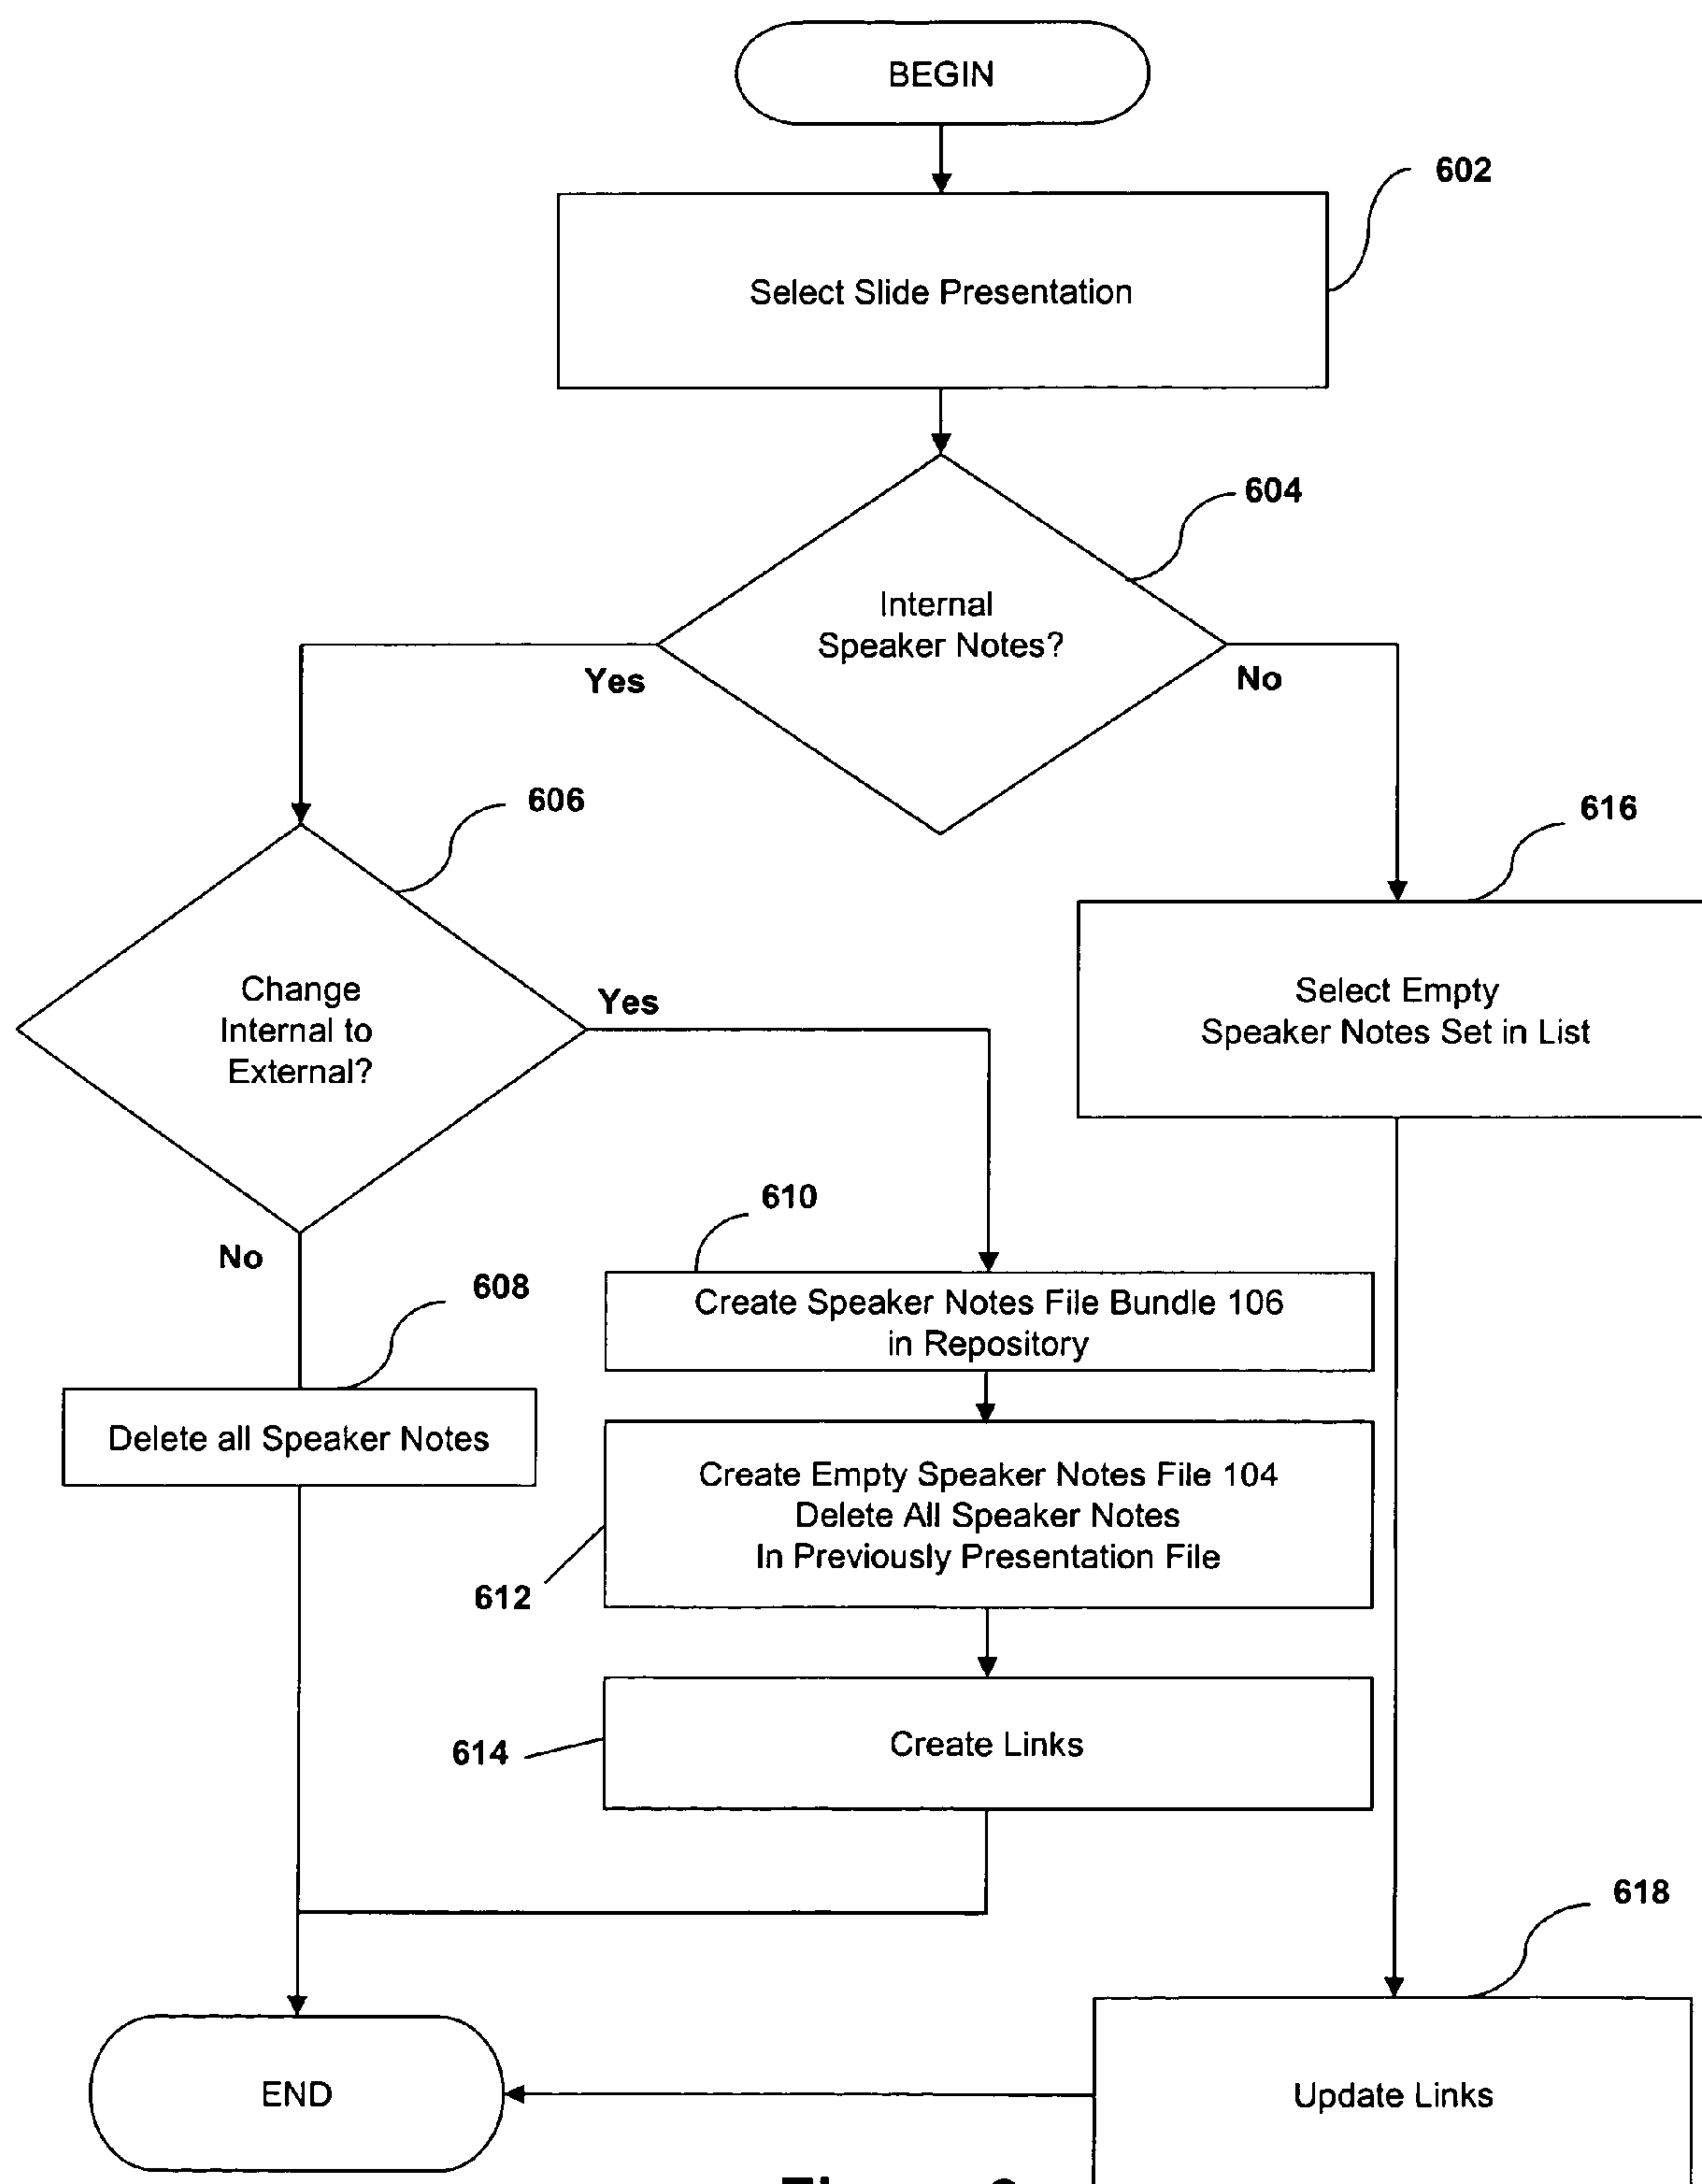 BEGIN
602
Select Slide Presentation
604
Internal
Speaker Notes?
Yes
No
606
616
Change
Internal to
External?
Yes
Select Empty
Speaker Notes Set in List
610
No
608
Create Speaker Notes File Bundle 106
in Repository
Delete all Speaker Notes
Create Empty Speaker Notes File 104
Delete All Speaker Notes
In Previously Presentation File
612
614
Create Links
618
END
Update Links